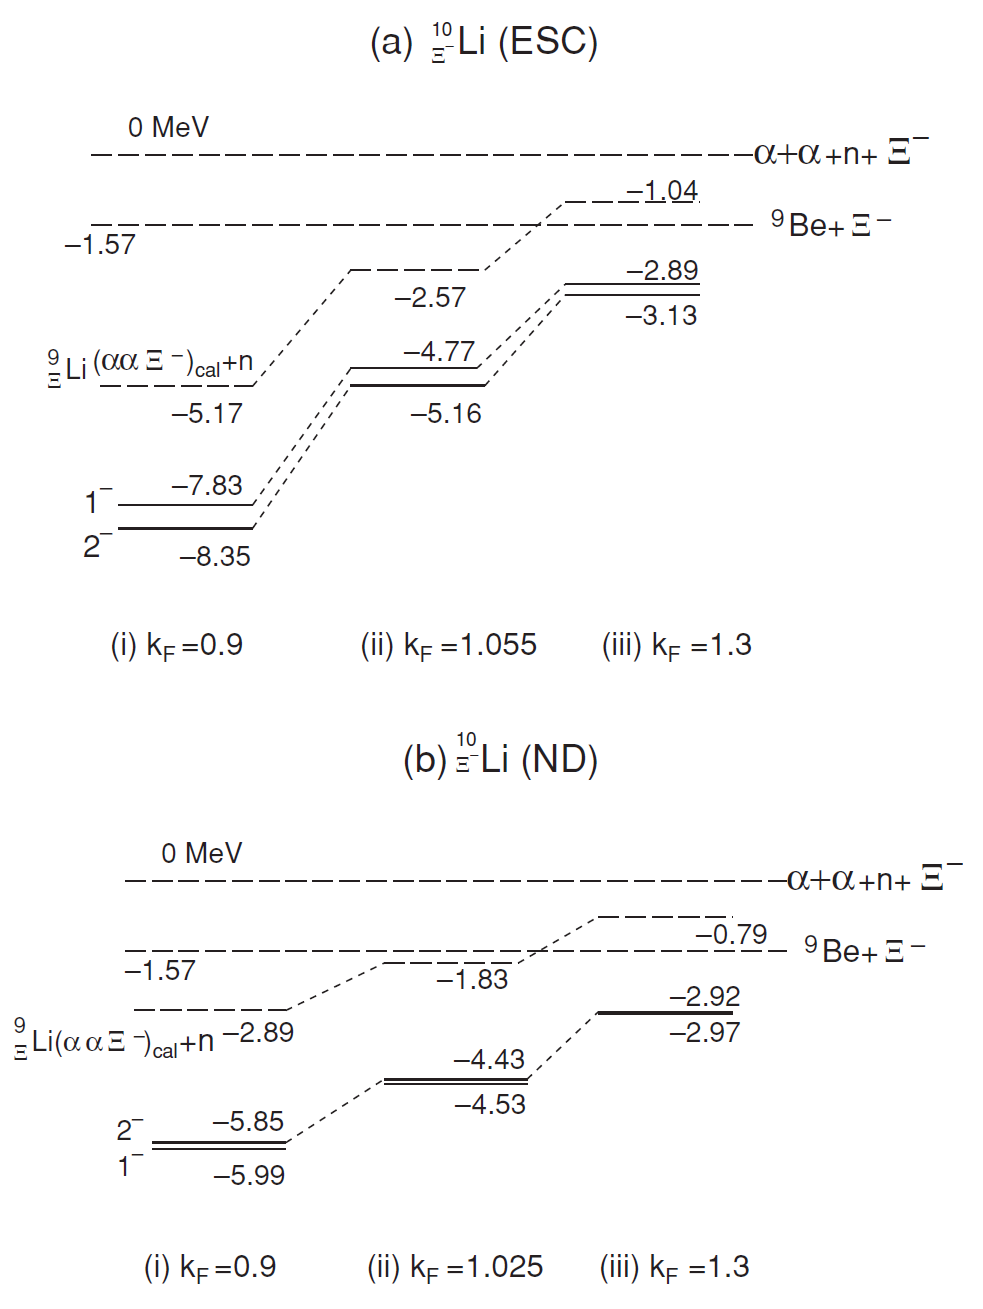 (a) ¹⁰Ξ⁻Li (ESC)
0 MeV
α+α+n+ Ξ⁻
−1.04
−1.57
⁹Be+ Ξ⁻
−2.89
−2.57
−3.13
⁹ΞLi (αα Ξ⁻)cal+n
−4.77
−5.17
−5.16
1⁻
−7.83
2⁻
−8.35
(i) kF =0.9
(ii) kF =1.055
(iii) kF =1.3
(b) ¹⁰Ξ⁻Li (ND)
0 MeV
α+α+n+ Ξ⁻
−0.79
⁹Be+ Ξ⁻
−1.57
−1.83
−2.92
⁹ΞLi(αα Ξ⁻)cal+n
−2.89
−2.97
−4.43
−4.53
2⁻
−5.85
1⁻
−5.99
(i) kF =0.9
(ii) kF =1.025
(iii) kF =1.3